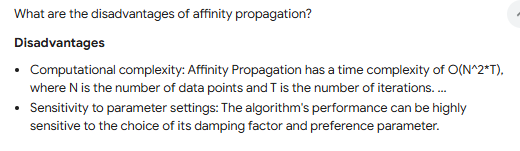 What are the disadvantages of affinity propagation?
Disadvantages
• Computational complexity: Affinity Propagation has a time complexity of O(N^2*T),
where N is the number of data points and T is the number of iterations. ...
• Sensitivity to parameter settings: The algorithm's performance can be highly
sensitive to the choice of its damping factor and preference parameter.